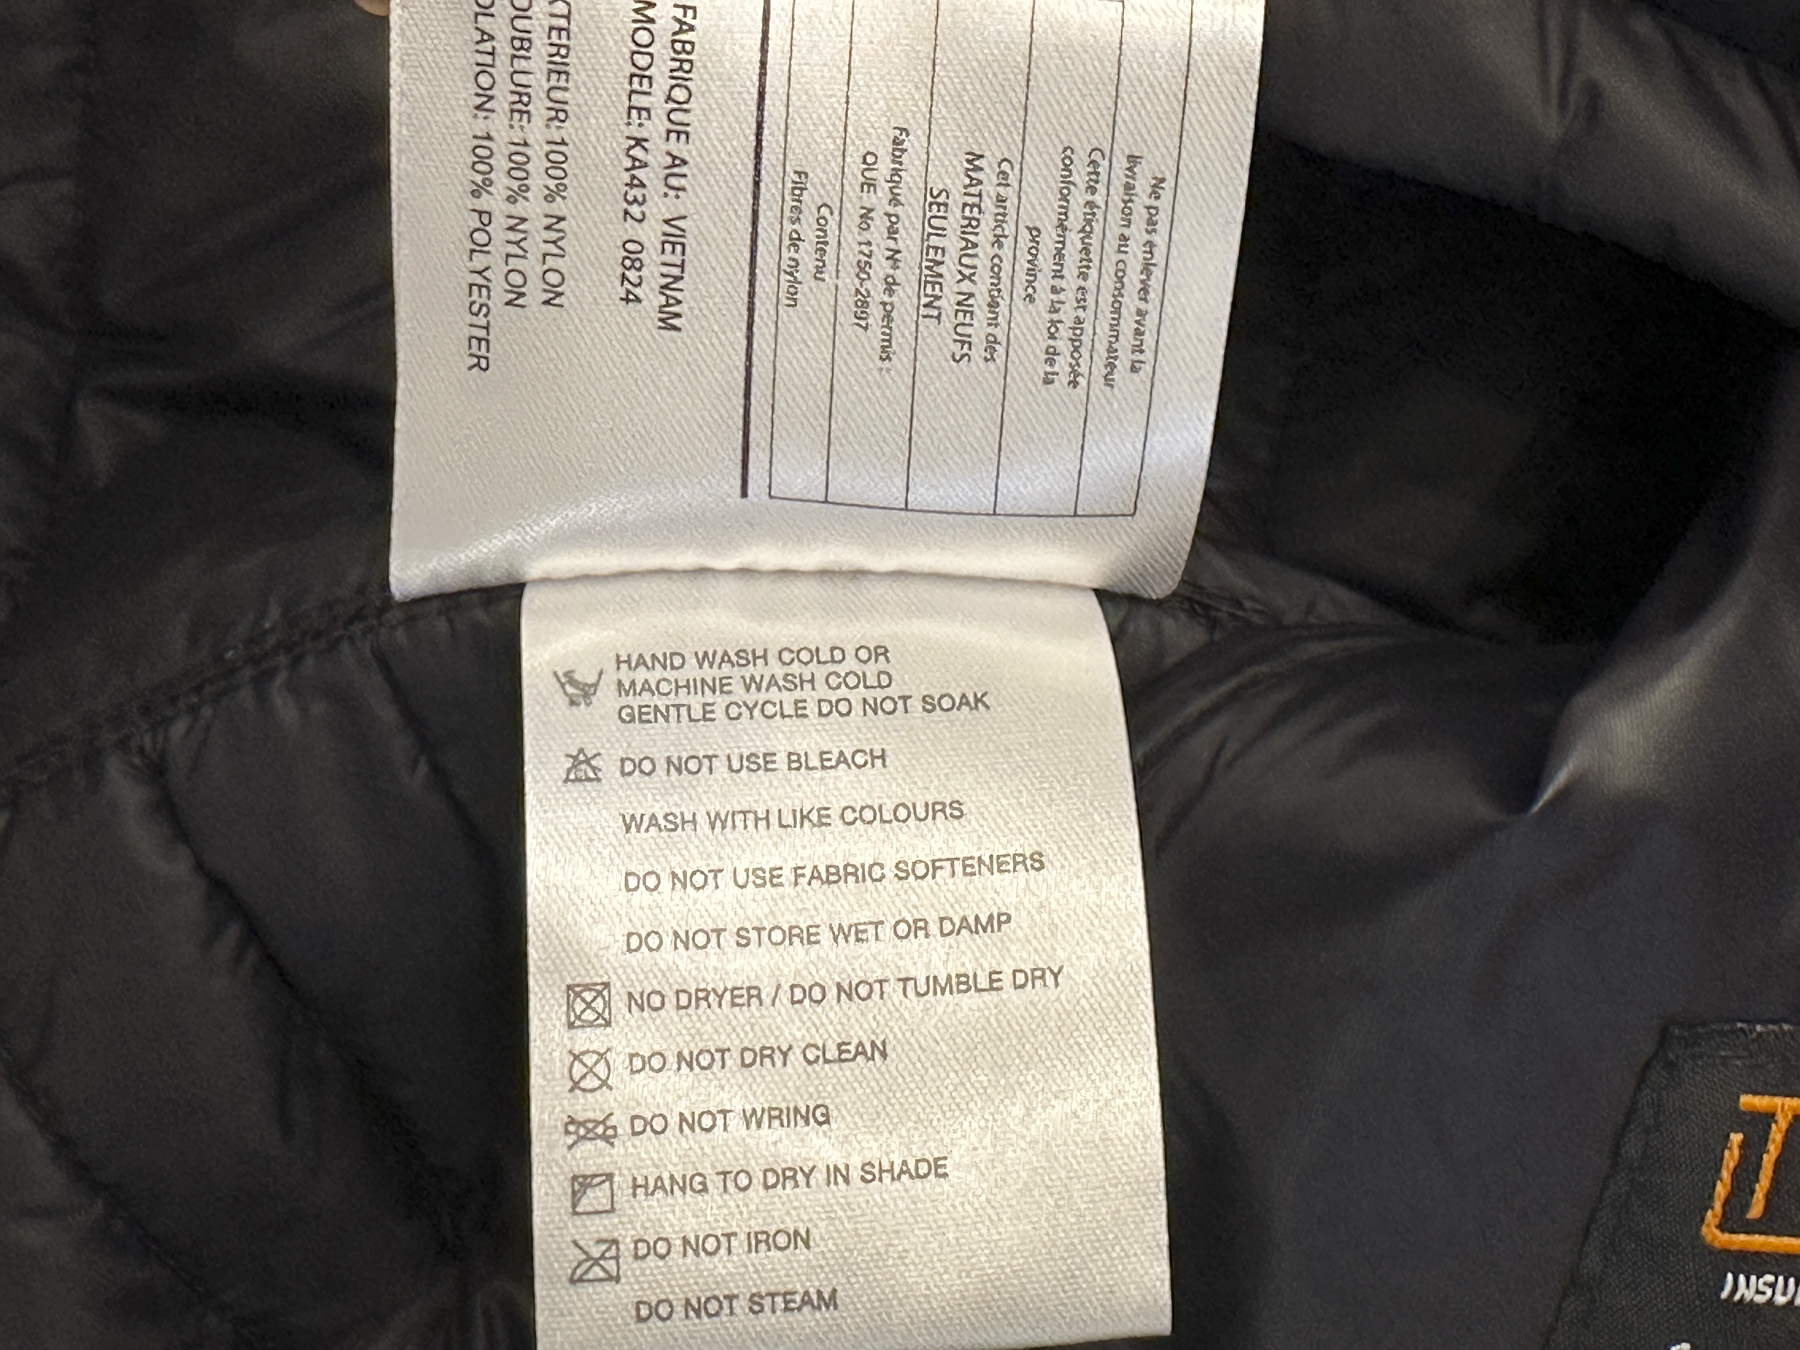 Ne pas enlever avant la
livraison au consommateur
Cette étiquette est apposée
conformément à la loi de la
province
Cet article contient des
MATÉRIAUX NEUFS
SEULEMENT
Fabriqué par Nº de permis :
QUE No 1750-2897
Contenu
Fibres de nylon
FABRIQUE AU: VIETNAM
MODELE: KA432 0824
XTERIEUR: 100% NYLON
OUBLURE: 100% NYLON
OLATION: 100% POLYESTER
HAND WASH COLD OR
MACHINE WASH COLD
GENTLE CYCLE DO NOT SOAK
DO NOT USE BLEACH
WASH WITH LIKE COLOURS
DO NOT USE FABRIC SOFTENERS
DO NOT STORE WET OR DAMP
NO DRYER / DO NOT TUMBLE DRY
DO NOT DRY CLEAN
DO NOT WRING
HANG TO DRY IN SHADE
DO NOT IRON
DO NOT STEAM
INSU